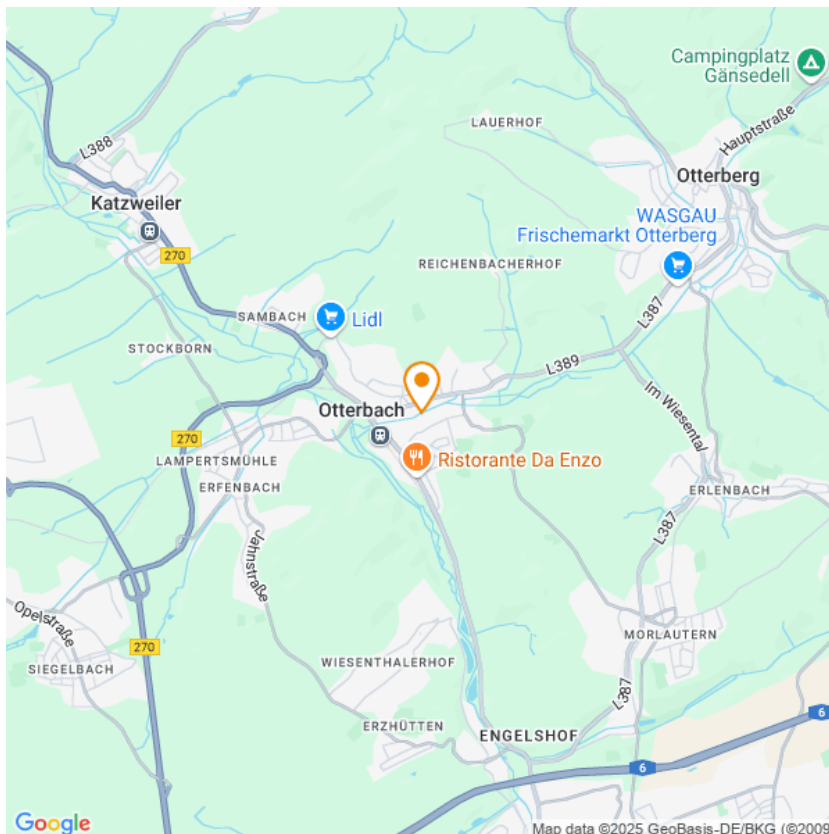 Campingplatz
Gänsedell
Hauptstraße
LAUERHOF
L388
Otterberg
Katzweiler
WASGAU
Frischemarkt Otterberg
270
REICHENBACHERHOF
L387
SAMBACH
Lidl
STOCKBORN
L389
Im Wiesental
Otterbach
270
LAMPERTSMÜHLE
Ristorante Da Enzo
ERFENBACH
ERLENBACH
L387
Jahnstraße
Opelstraße
MORLAUTERN
270
SIEGELBACH
WIESENTHALERHOF
L387
6
ERZHÜTTEN
ENGELSHOF
6
Google
Map data ©2025 GeoBasis-DE/BKG (©2009